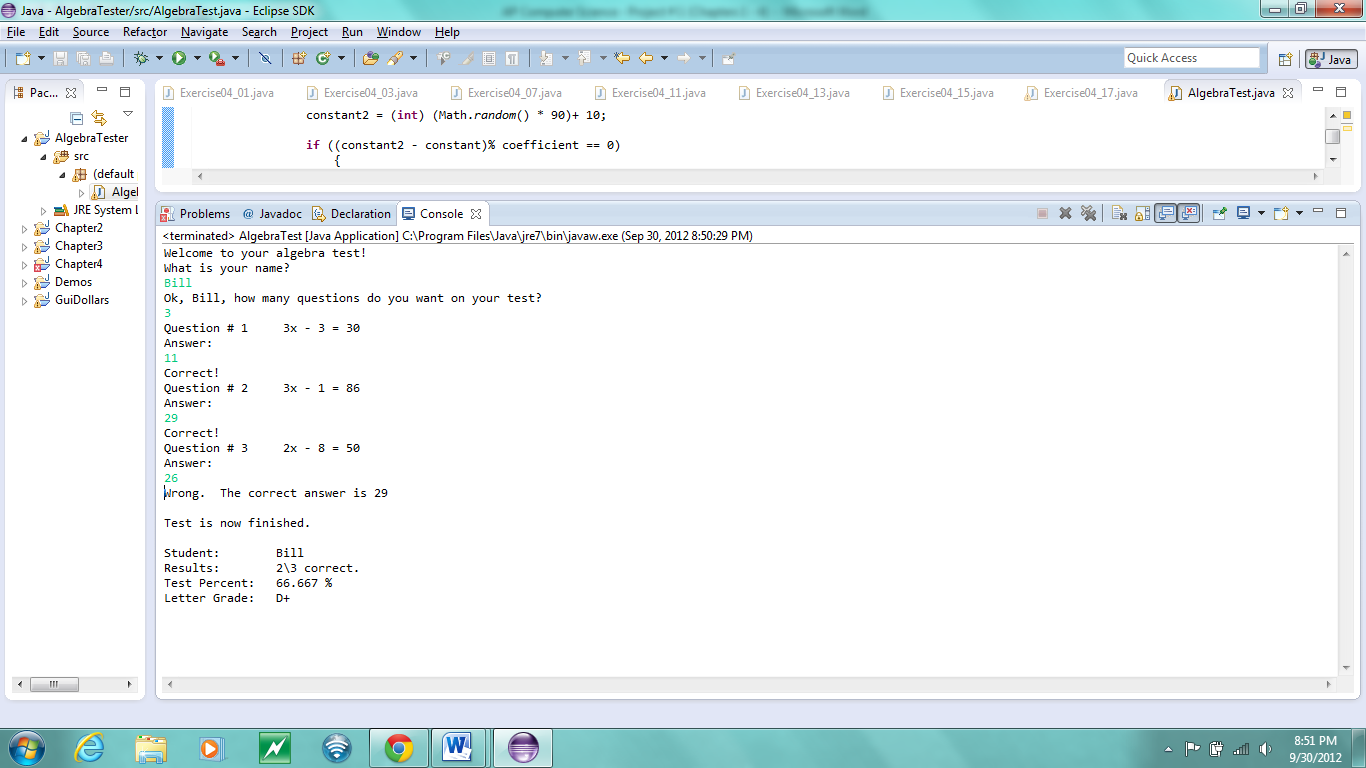 Java - AlgebraTester/src/AlgebraTest.java - Eclipse SDK
File Edit Source Refactor Navigate Search Project Run Window Help
Quick Access
Java
Pac...
AlgebraTester
src
(default
Algel
JRE System L
Chapter2
Chapter3
Chapter4
Demos
GuiDollars
Exercise04_01.java Exercise04_03.java Exercise04_07.java Exercise04_11.java Exercise04_13.java Exercise04_15.java Exercise04_17.java AlgebraTest.java
constant2 = (int) (Math.random() * 90)+ 10;
if ((constant2 - constant)% coefficient == 0)
{
Problems @ Javadoc Declaration Console
<terminated> AlgebraTest [Java Application] C:\Program Files\Java\jre7\bin\javaw.exe (Sep 30, 2012 8:50:29 PM)
Welcome to your algebra test!
What is your name?
Bill
Ok, Bill, how many questions do you want on your test?
3
Question # 1     3x - 3 = 30
Answer:
11
Correct!
Question # 2     3x - 1 = 86
Answer:
29
Correct!
Question # 3     2x - 8 = 50
Answer:
26
Wrong.  The correct answer is 29
Test is now finished.
Student:        Bill
Results:        2\3 correct.
Test Percent:   66.667 %
Letter Grade:   D+
8:51 PM
9/30/2012